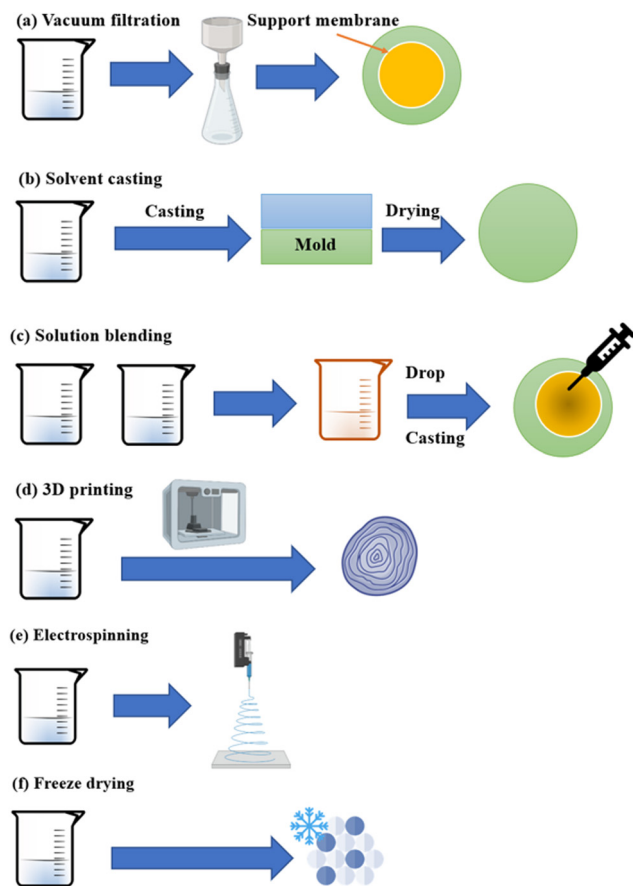 (a) Vacuum filtration
Support membrane
(b) Solvent casting
Casting
Drying
Mold
(c) Solution blending
Drop
Casting
(d) 3D printing
(e) Electrospinning
(f) Freeze drying